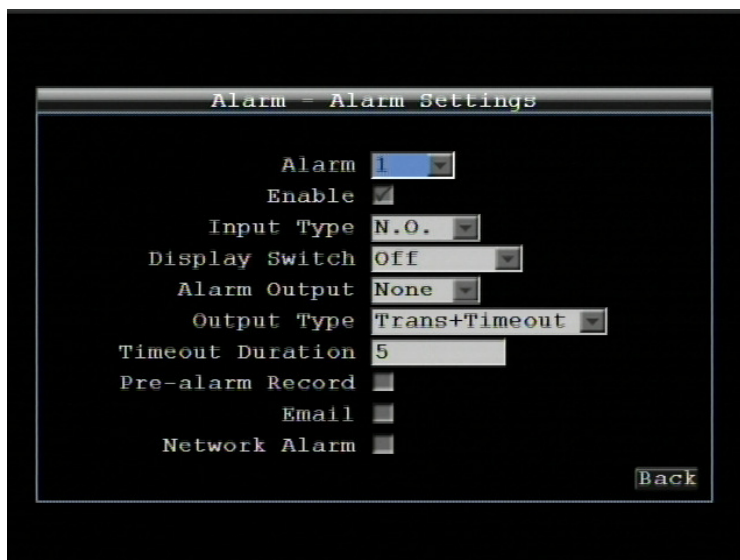 Alarm - Alarm Settings
Alarm 1
Enable
Input Type N.O.
Display Switch Off
Alarm Output None
Output Type Trans+Timeout
Timeout Duration 5
Pre-alarm Record
Email
Network Alarm
Back